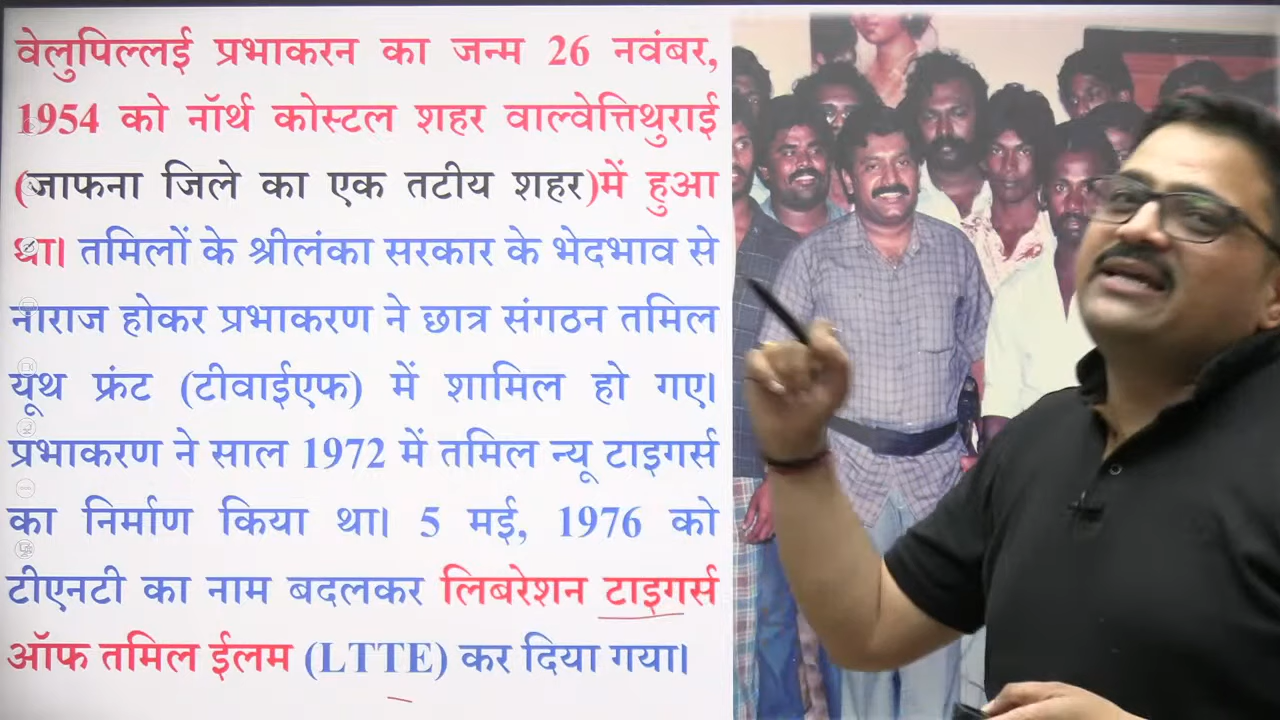 वेलुपिल्लई प्रभाकरन का जन्म 26 नवंबर,
1954 को नॉर्थ कोस्टल शहर वाल्वेत्तिथुराई
(जाफना जिले का एक तटीय शहर)में हुआ
था। तमिलों के श्रीलंका सरकार के भेदभाव से
नाराज होकर प्रभाकरण ने छात्र संगठन तमिल
यूथ फ्रंट (टीवाईएफ) में शामिल हो गए।
प्रभाकरण ने साल 1972 में तमिल न्यू टाइगर्स
का निर्माण किया था। 5 मई, 1976 को
टीएनटी का नाम बदलकर लिबरेशन टाइगर्स
ऑफ तमिल ईलम (LTTE) कर दिया गया।